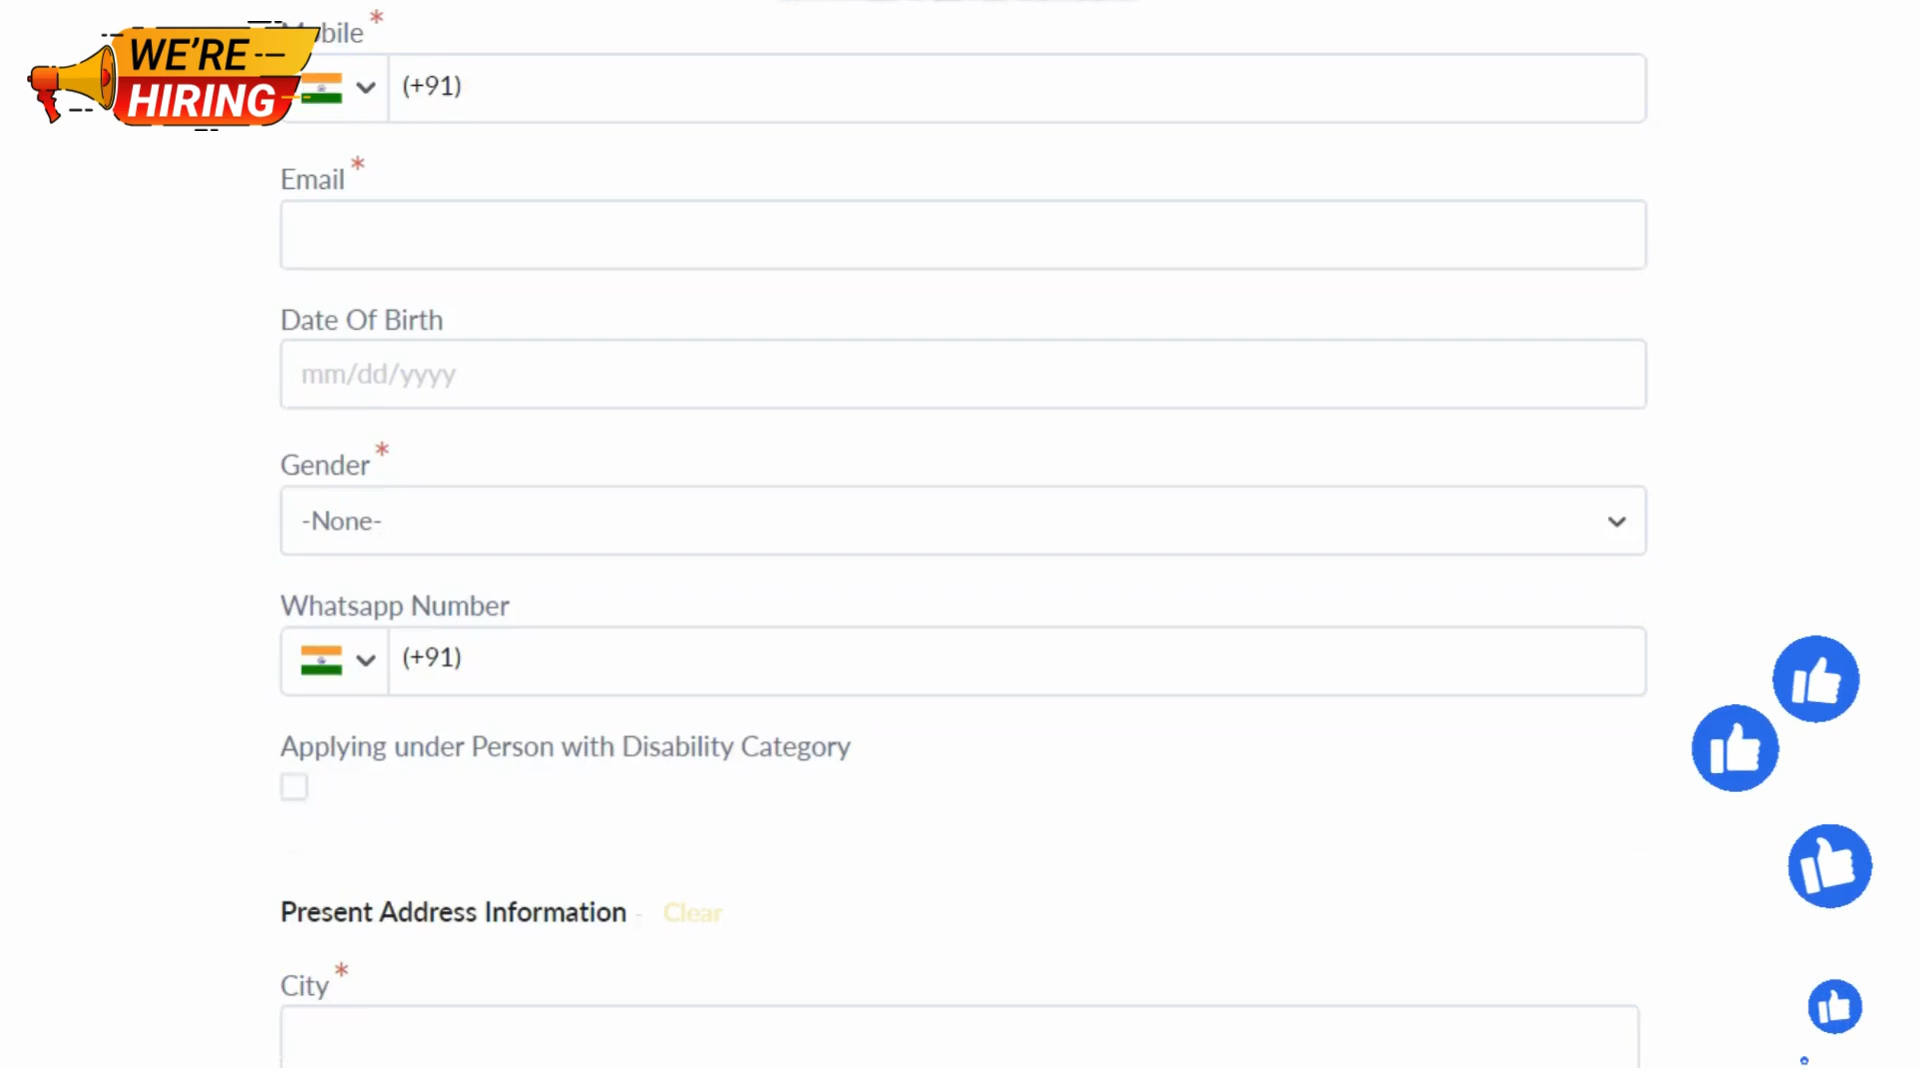 WE'RE
HIRING
Mobile *
(+91)
Email *
Date Of Birth
mm/dd/yyyy
Gender *
-None-
Whatsapp Number
(+91)
Applying under Person with Disability Category
Present Address Information - Clear
City *